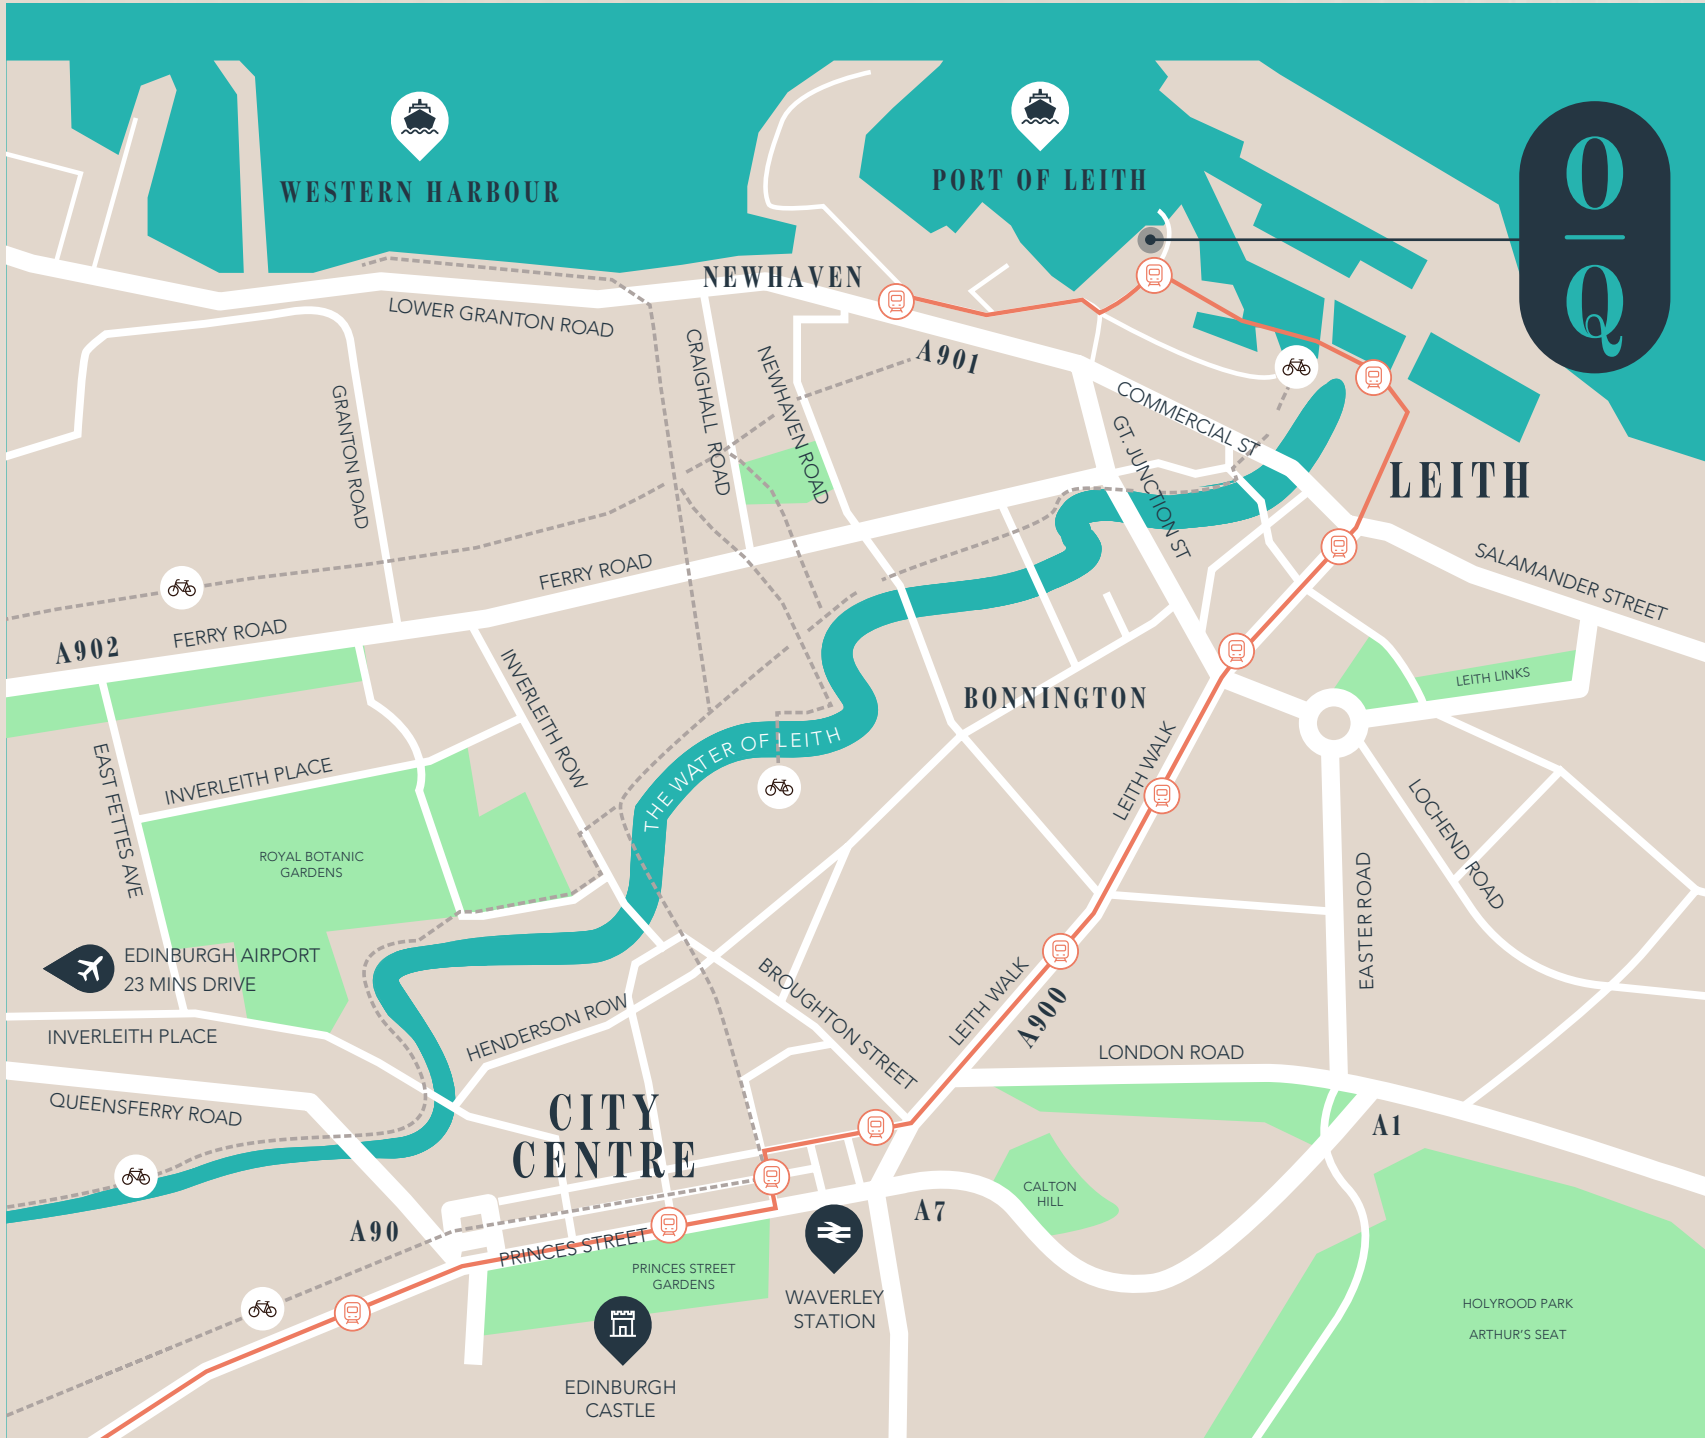 WESTERN HARBOUR
PORT OF LEITH
O
Q
NEWHAVEN
LOWER GRANTON ROAD
A901
CRAIGHALL ROAD
NEWHAVEN ROAD
GRANTON ROAD
COMMERCIAL ST
GT. JUNCTION ST
LEITH
SALAMANDER STREET
FERRY ROAD
FERRY ROAD
A902
LEITH LINKS
BONNINGTON
INVERLEITH ROW
THE WATER OF LEITH
LEITH WALK
EAST FETTES AVE
INVERLEITH PLACE
ROYAL BOTANIC
GARDENS
LOCHEND ROAD
EASTER ROAD
EDINBURGH AIRPORT
23 MINS DRIVE
BROUGHTON STREET
LEITH WALK
A900
HENDERSON ROW
INVERLEITH PLACE
LONDON ROAD
QUEENSFERRY ROAD
CITY
CENTRE
A1
CALTON
HILL
A7
A90
PRINCES STREET
PRINCES STREET
GARDENS
WAVERLEY
STATION
HOLYROOD PARK
ARTHUR'S SEAT
EDINBURGH
CASTLE